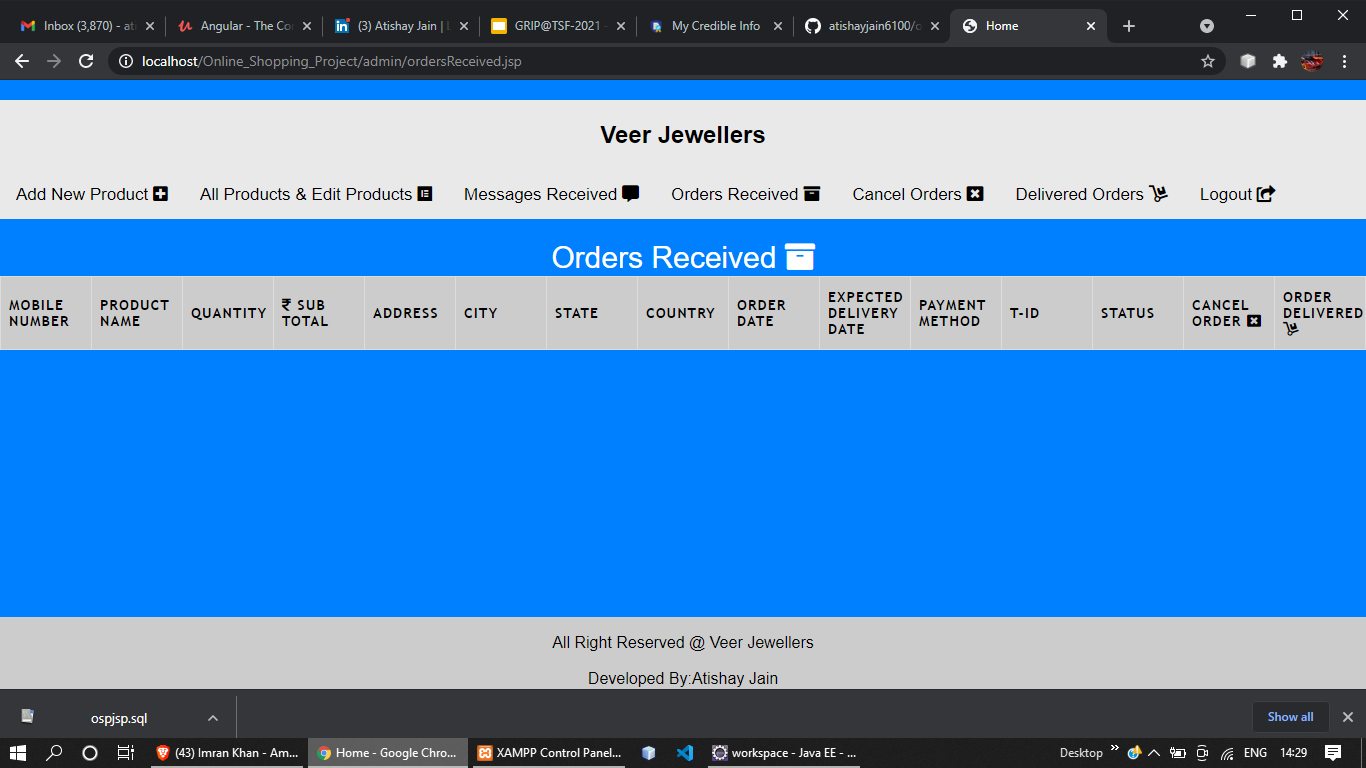 Inbox (3,870) - at
Angular - The Co
(3) Atishay Jain | L
GRIP@TSF-2021 -
My Credible Info
atishayjain6100/o
Home
localhost/Online_Shopping_Project/admin/ordersReceived.jsp
Veer Jewellers
Add New Product
All Products & Edit Products
Messages Received
Orders Received
Cancel Orders
Delivered Orders
Logout
Orders Received
MOBILE
NUMBER
PRODUCT
NAME
QUANTITY
₹ SUB
TOTAL
ADDRESS
CITY
STATE
COUNTRY
ORDER
DATE
EXPECTED
DELIVERY
DATE
PAYMENT
METHOD
T-ID
STATUS
CANCEL
ORDER
ORDER
DELIVERED
All Right Reserved @ Veer Jewellers
Developed By:Atishay Jain
ospjsp.sql
Show all
(43) Imran Khan - Am...
Home - Google Chro...
XAMPP Control Panel...
workspace - Java EE - ...
Desktop
ENG
14:29